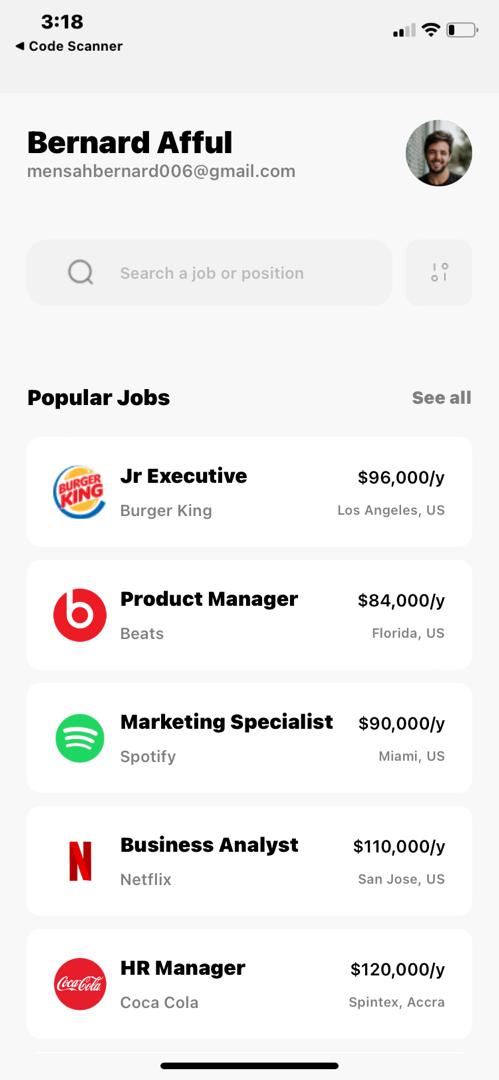 3:18
◀ Code Scanner
Bernard Afful
mensahbernard006@gmail.com
Search a job or position
Popular Jobs
See all
BURGER
KING
Jr Executive
$96,000/y
Burger King
Los Angeles, US
b
Product Manager
$84,000/y
Beats
Florida, US
Marketing Specialist
$90,000/y
Spotify
Miami, US
N
Business Analyst
$110,000/y
Netflix
San Jose, US
Coca-Cola
HR Manager
$120,000/y
Coca Cola
Spintex, Accra